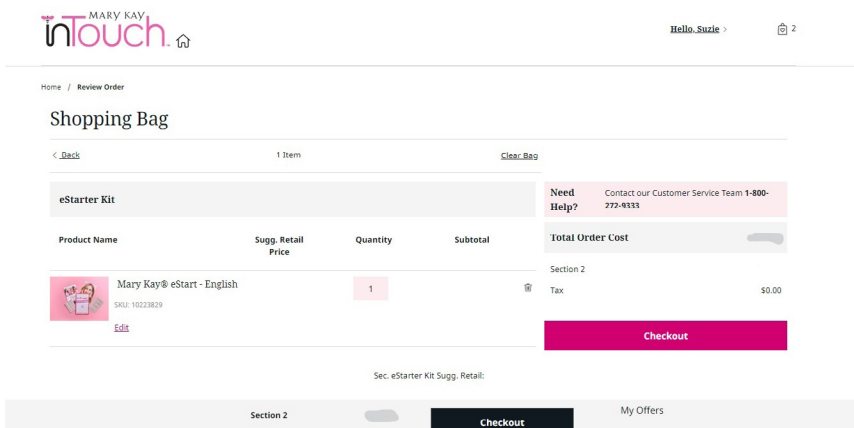 MARY KAY
inTouch
Hello, Suzie >
2
Home / Review Order
Shopping Bag
< Back
1 Item
Clear Bag
eStarter Kit
Need Help?
Contact our Customer Service Team 1-800-
272-9333
Product Name
Sugg. Retail
Price
Quantity
Subtotal
Total Order Cost
Mary Kay® eStart - English
SKU: 10223829
Edit
1
Section 2
Tax
$0.00
Checkout
Sec. eStarter Kit Sugg. Retail:
Section 2
Checkout
My Offers